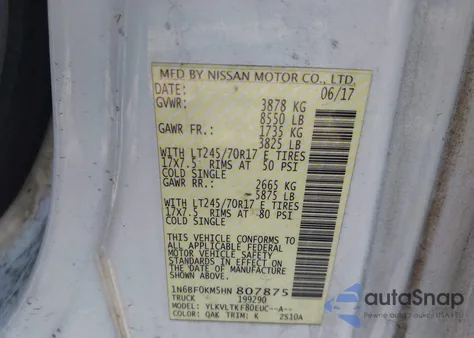 MFD BY NISSAN MOTOR CO., LTD.
DATE: 06/17
GVWR: 3878 KG
8550 LB
GAWR FR.: 1735 KG
3825 LB
WITH LT245/70R17 E TIRES
17X7.5 RIMS AT 50 PSI
COLD SINGLE
GAWR RR.: 2665 KG
5875 LB
WITH LT245/70R17 E TIRES
17X7.5 RIMS AT 80 PSI
COLD SINGLE
THIS VEHICLE CONFORMS TO
ALL APPLICABLE FEDERAL
MOTOR VEHICLE SAFETY
STANDARDS IN EFFECT ON
THE DATE OF MANUFACTURE
SHOWN ABOVE.
1N6BF0KM5HN807875
TRUCK 199290
YLKVLTKF80EUC--A--
COLOR: QAK TRIM: K 2S10A
autoSnap